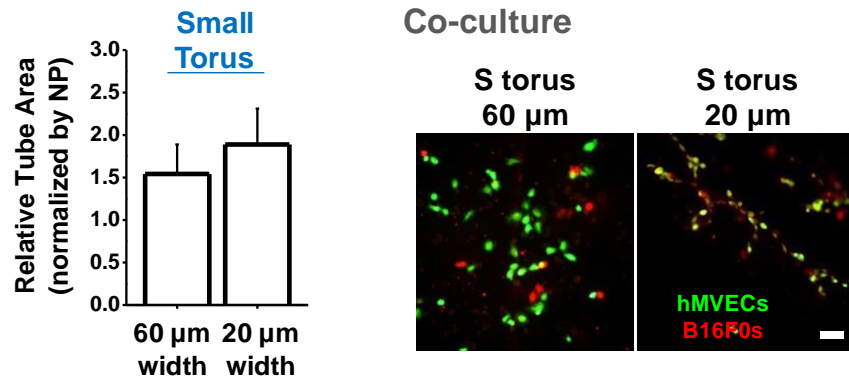 Small
Torus
Relative Tube Area
(normalized by NP)
3.0
2.5
2.0
1.5
1.0
0.5
0.0
60 µm
width
20 µm
width
Co-culture
S torus
60 µm
S torus
20 µm
hMVECs
B16F0s